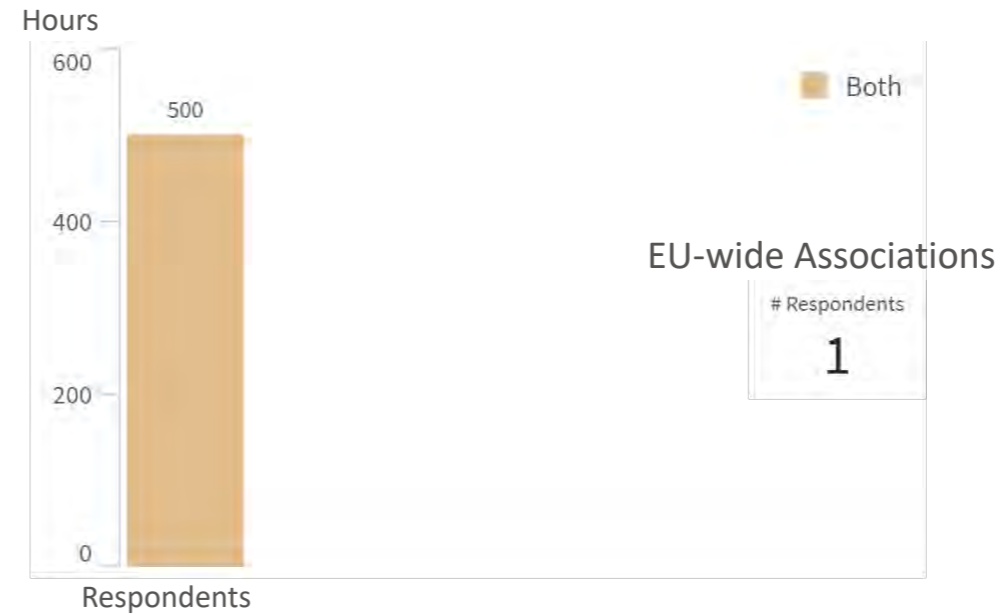 Hours
600
500
Both
400
EU-wide Associations
# Respondents
1
200
0
Respondents